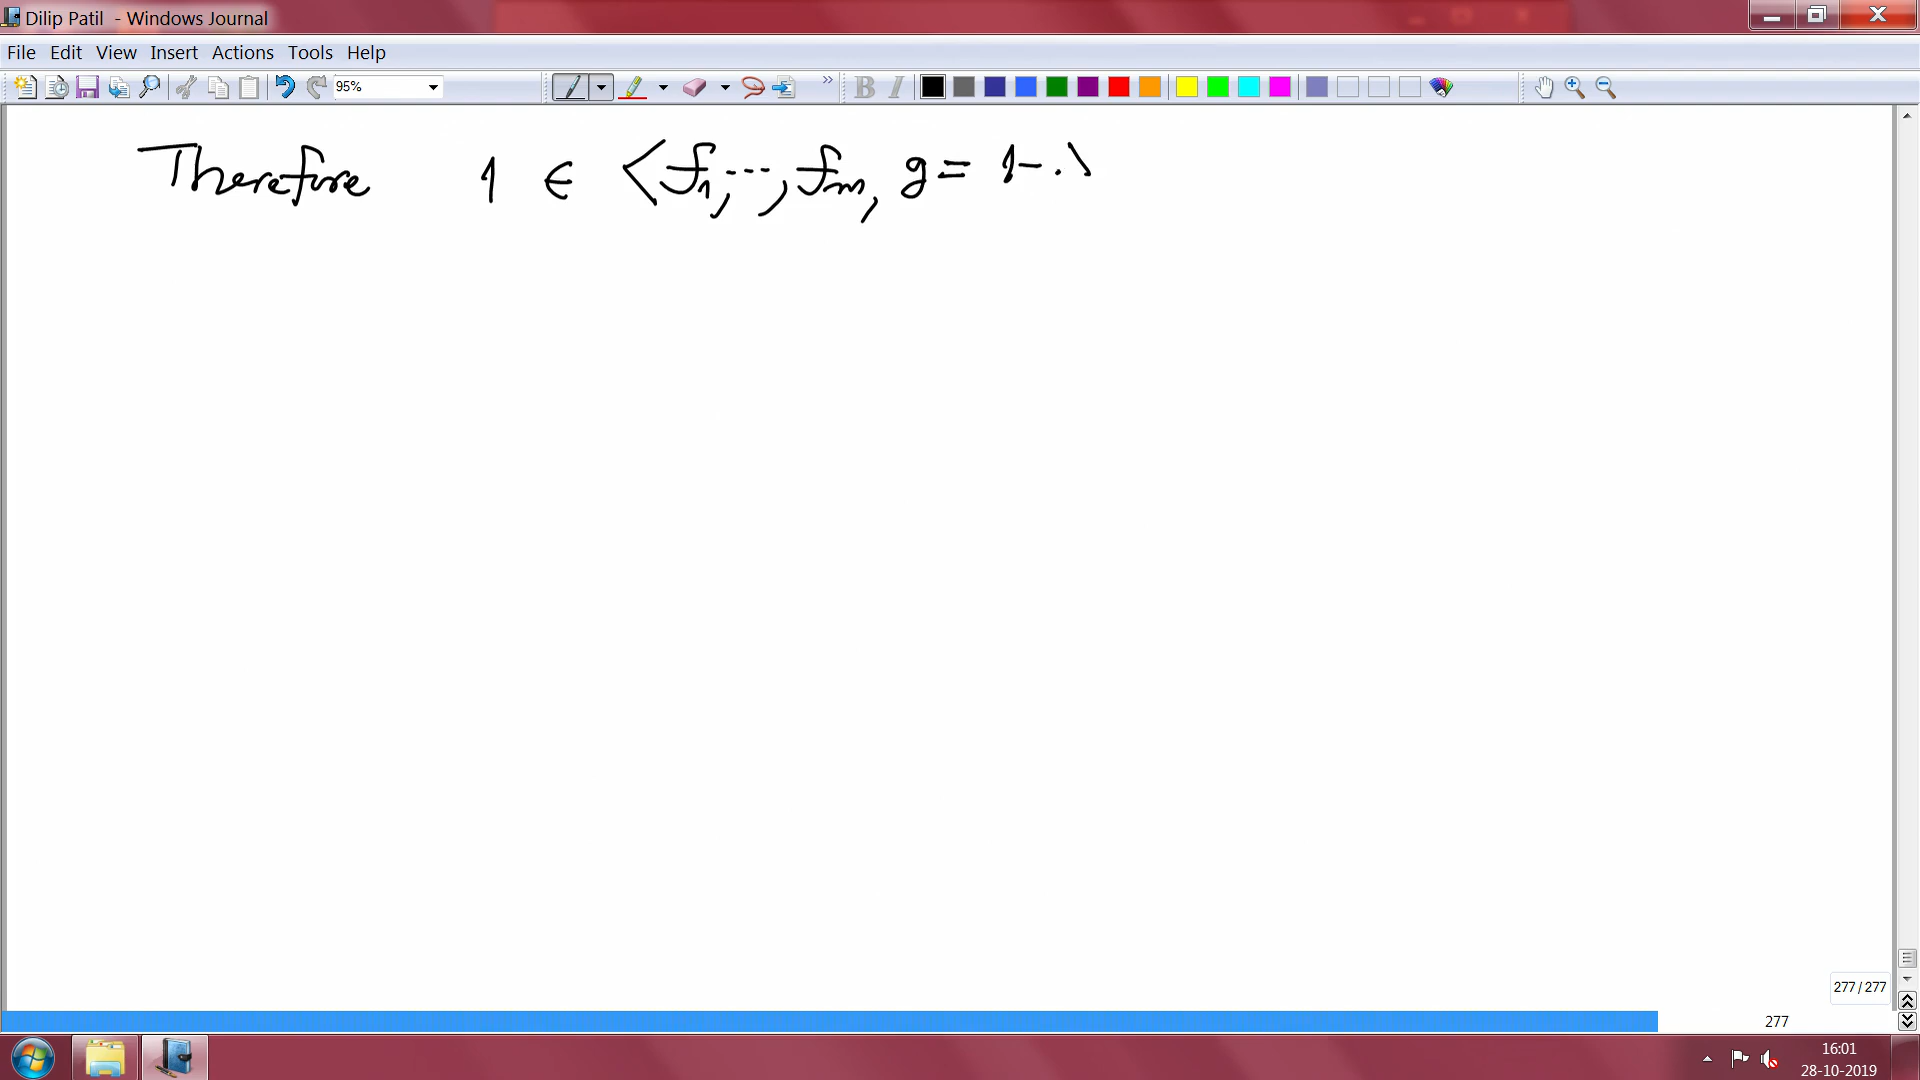 Dilip Patil - Windows Journal
File Edit View Insert Actions Tools Help
95%
B I
Therefore 1 ∈ <f₁,⋯, fₘ, g = 1-.
277 / 277
277
16:01
28-10-2019